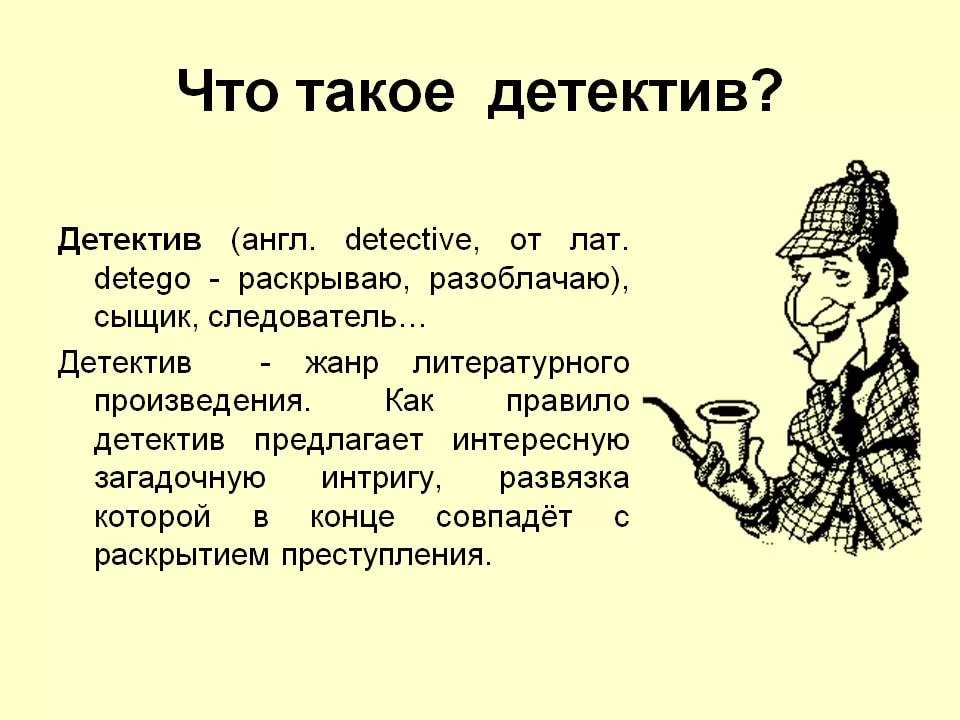 Что такое детектив?
Детектив (англ. detective, от лат.
detego - раскрываю, разоблачаю),
сыщик, следователь…
Детектив - жанр литературного
произведения. Как правило
детектив предлагает интересную
загадочную интригу, развязка
которой в конце совпадёт с
раскрытием преступления.